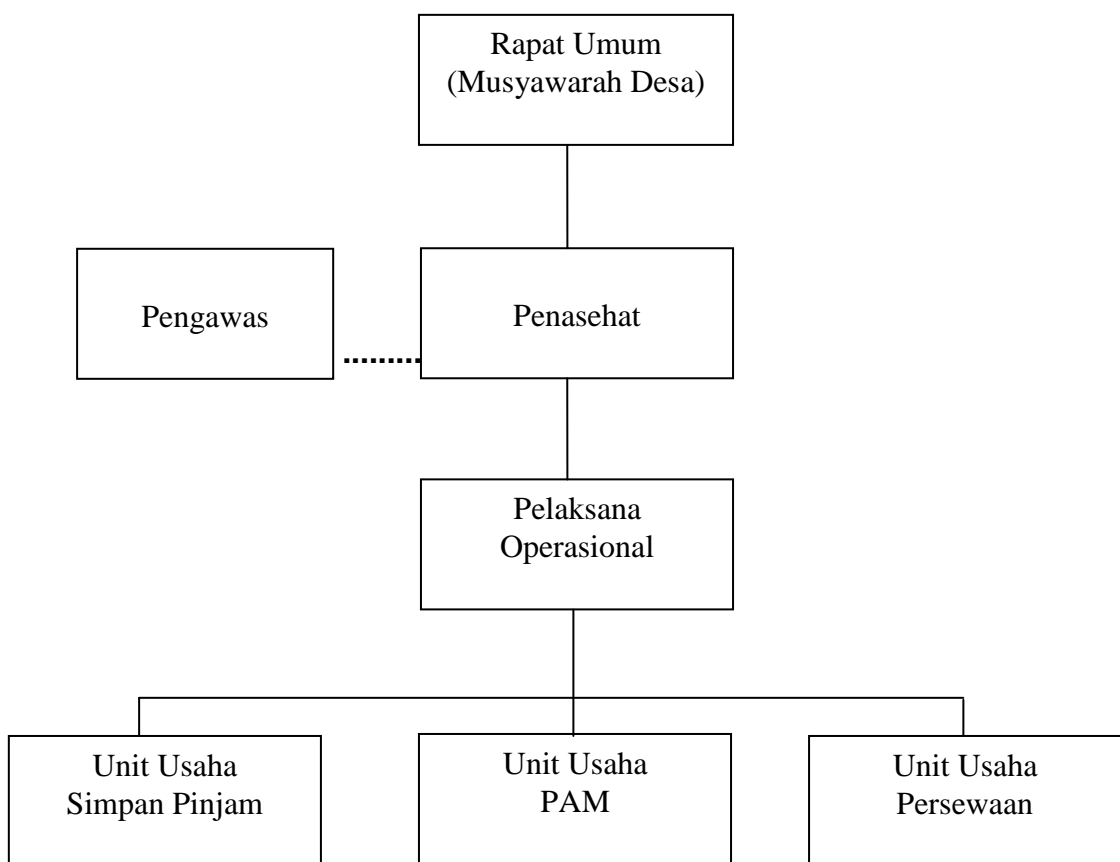 Rapat Umum
(Musyawarah Desa)
Pengawas
Penasehat
Pelaksana
Operasional
Unit Usaha
Simpan Pinjam
Unit Usaha
PAM
Unit Usaha
Persewaan